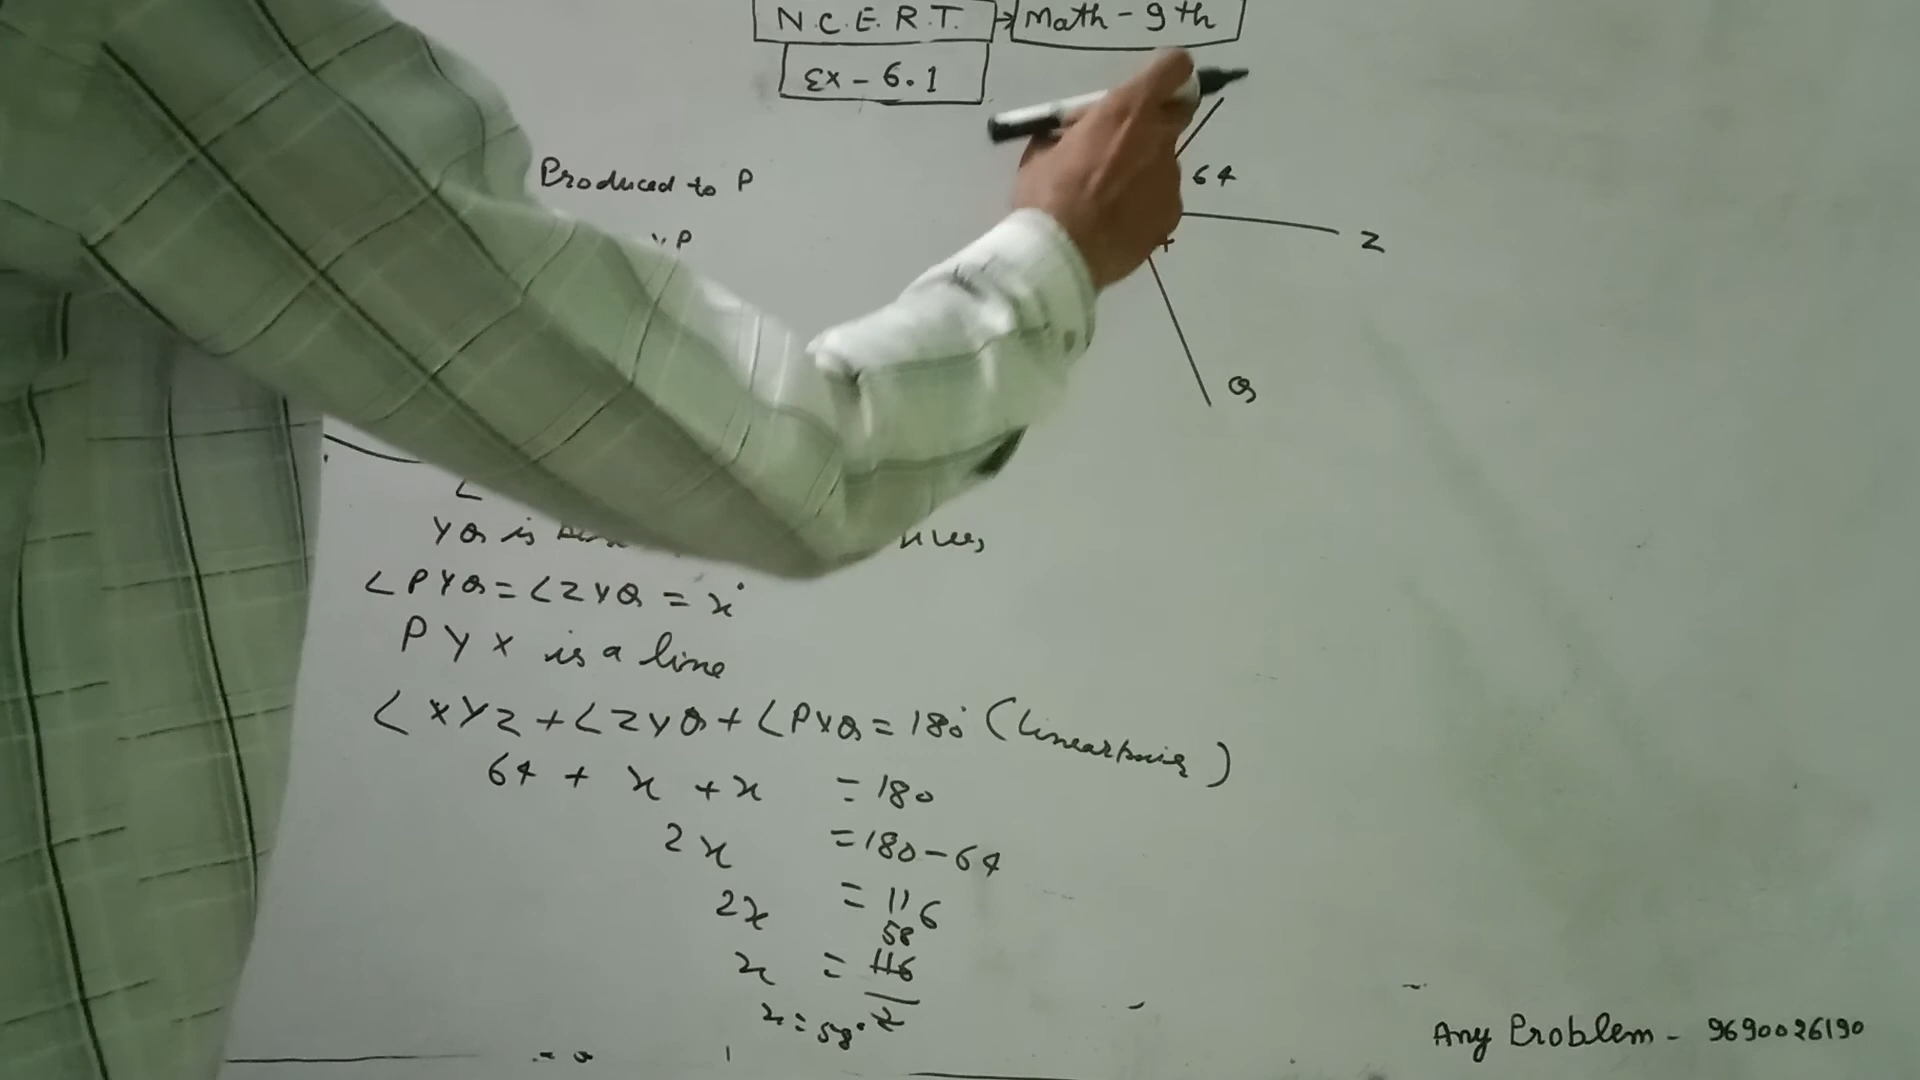 N.C.E.R.T. → Math - 9th
Ex - 6.1
Produced to P
YP
64
Z
Q
∠
YQ is
∠PYQ = ∠ZYQ = x°
PYX is a line
∠XYZ + ∠ZYQ + ∠PYQ = 180° (Linear pair)
64 + x + x = 180
2x = 180 - 64
2x = 116
58
x = 116
2
x = 58°
Any Problem - 9690026190